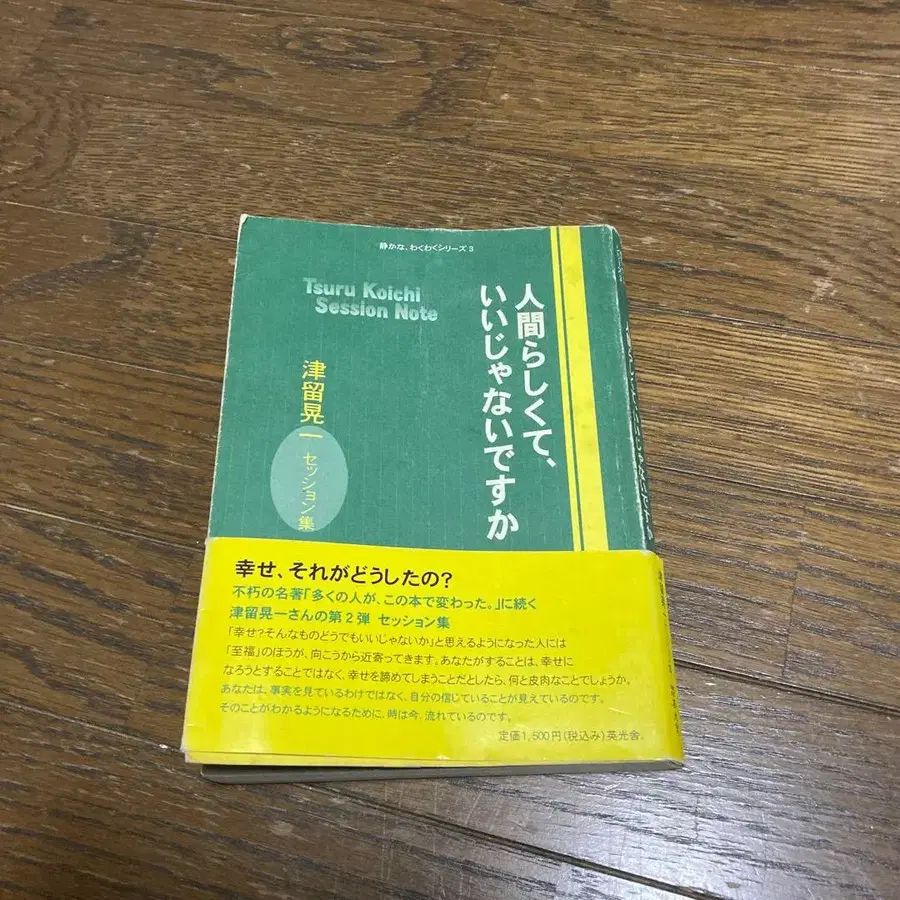 静かな、わくわくシリーズ3
人間らしくて、
いいじゃないですか
Tsuru Koichi
Session Note
津留晃一
セッション集
幸せ、それがどうしたの?
不朽の名著「多くの人が、この本で変わった。」に続く
津留晃一さんの第2弾 セッション集
「幸せ?そんなものどうでもいいじゃないか」と思えるようになった人には
「至福」のほうが、向こうから近寄ってきます。あなたがすることは、幸せに
なろうとすることではなく、幸せを諦めてしまうことだとしたら、何と皮肉なことでしょうか。
あなたは、事実を見ているわけではなく、自分の信じていることが見えているのです。
そのことがわかるようになるために、時は今、流れているのです。
定価1,500円(税込み)英光舎。